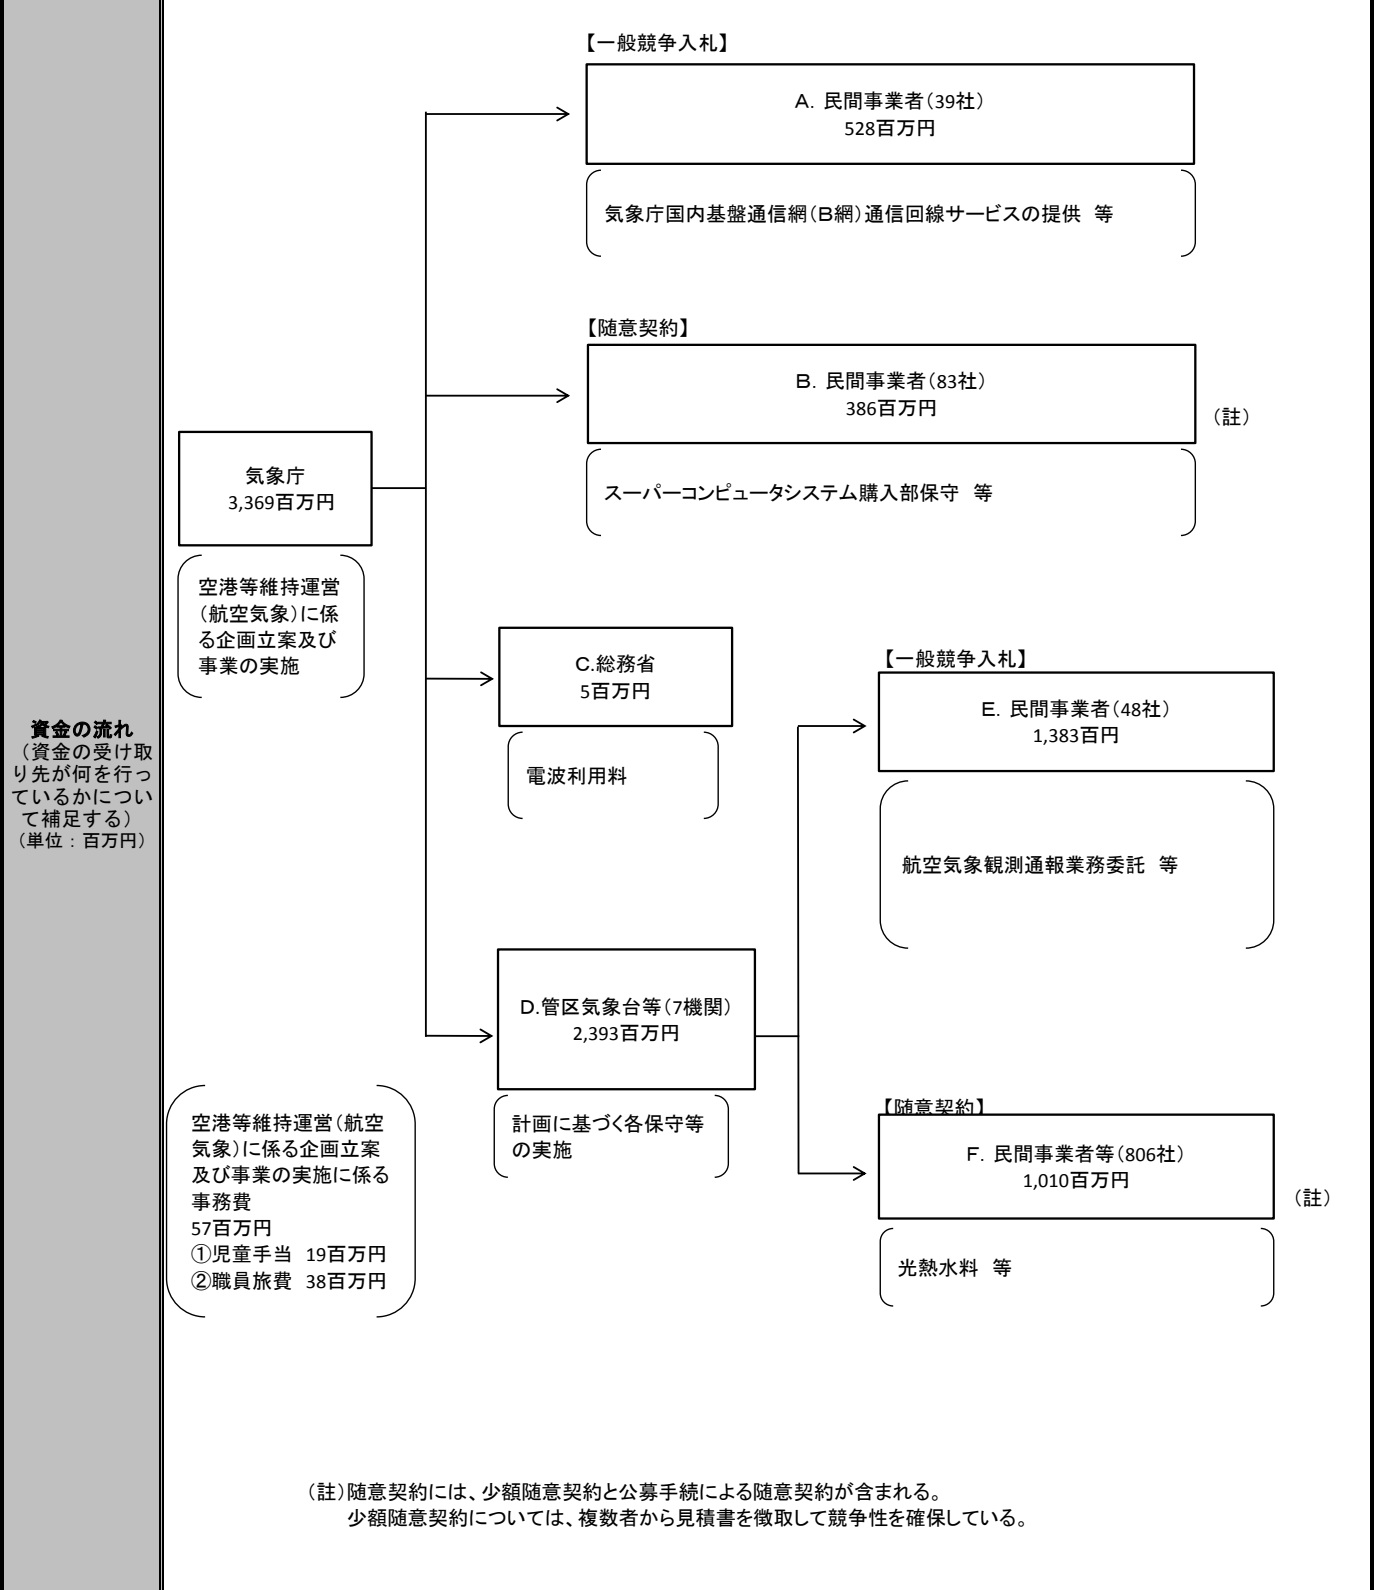 資金の流れ
（資金の受け取
り先が何を行っ
ているかについ
て補足する）
（単位：百万円）
【一般競争入札】
A．民間事業者（39社）
528百万円
気象庁国内基盤通信網（B網）通信回線サービスの提供　等
【随意契約】
B．民間事業者（83社）
386百万円
（註）
スーパーコンピュータシステム購入部保守　等
気象庁
3,369百万円
空港等維持運営
（航空気象）に係
る企画立案及び
事業の実施
C.総務省
5百万円
電波利用料
【一般競争入札】
E．民間事業者（48社）
1,383百円
航空気象観測通報業務委託　等
D.管区気象台等（7機関）
2,393百万円
計画に基づく各保守等
の実施
【随意契約】
F．民間事業者等（806社）
1,010百万円
（註）
光熱水料　等
空港等維持運営（航空
気象）に係る企画立案
及び事業の実施に係る
事務費
57百万円
①児童手当　19百万円
②職員旅費　38百万円
（註）随意契約には、少額随意契約と公募手続による随意契約が含まれる。
少額随意契約については、複数者から見積書を徴取して競争性を確保している。